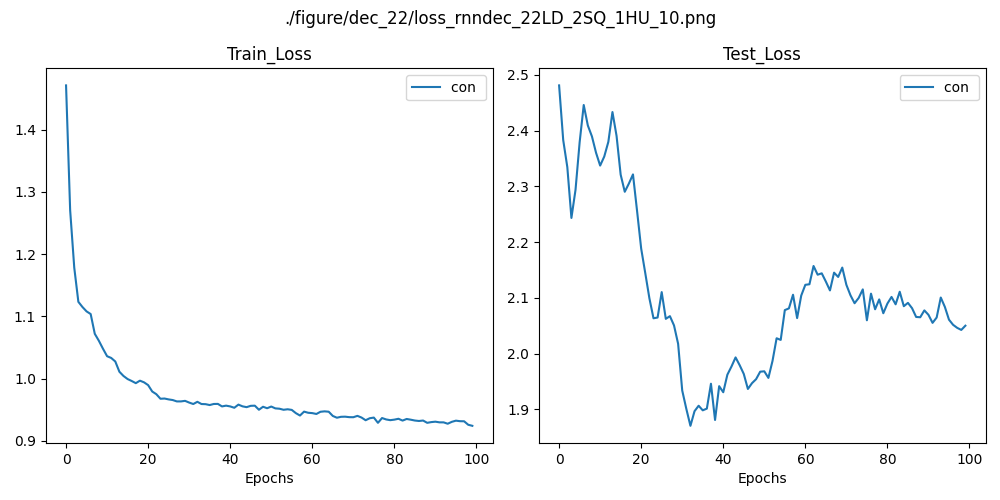 ./figure/dec_22/loss_rnndec_22LD_2SQ_1HU_10.png
Train_Loss
con
1.4
1.3
1.2
1.1
1.0
0.9
0 20 40 60 80 100
Epochs
Test_Loss
con
2.5
2.4
2.3
2.2
2.1
2.0
1.9
0 20 40 60 80 100
Epochs